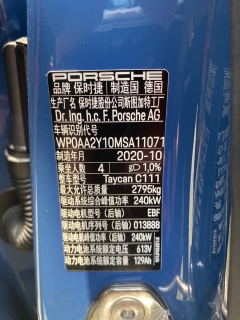 PORSCHE
品牌 保时捷 制造国 德国
生产厂名 保时捷股份公司斯图加特工厂
Dr. Ing. h.c. F. Porsche AG
车辆识别代号
WP0AA2Y10MSA11071
制造年月 2020-10
乘坐人数 4 1,0%
整车型号 Taycan C111
最大允许总质量 2795kg
驱动系统综合峰值功率 240kW
驱动电机型号（后轴） EBF
驱动电机序列号（后轴） 013888
驱动电机峰值功率（后轴） 240kW
动力电池系统额定电压 613V
动力电池系统额定容量 129Ah